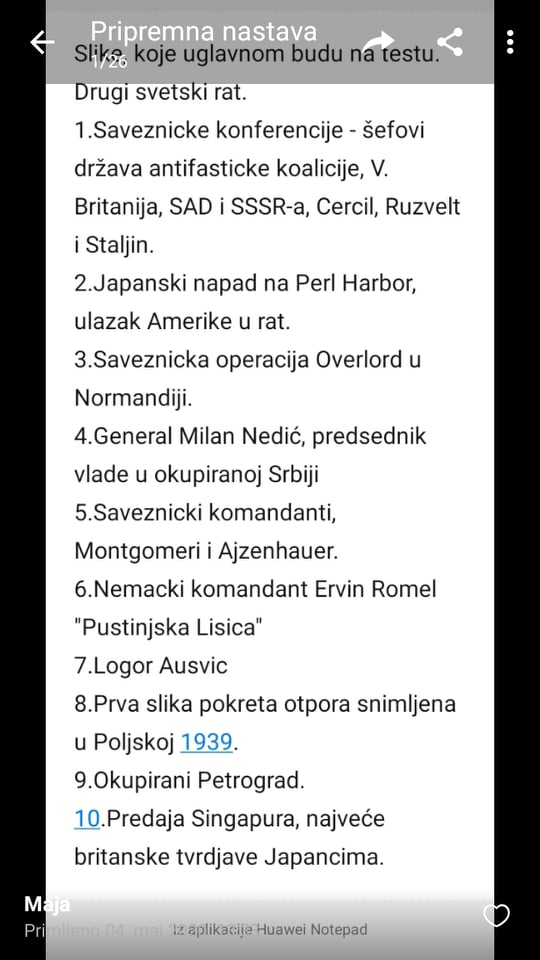 Pripremna nastava
1/26
Slike, koje uglavnom budu na testu.
Drugi svetski rat.
1.Saveznicke konferencije - šefovi
država antifasticke koalicije, V.
Britanija, SAD i SSSR-a, Cercil, Ruzvelt
i Staljin.
2.Japanski napad na Perl Harbor,
ulazak Amerike u rat.
3.Saveznicka operacija Overlord u
Normandiji.
4.General Milan Nedić, predsednik
vlade u okupiranoj Srbiji
5.Saveznicki komandanti,
Montgomeri i Ajzenhauer.
6.Nemacki komandant Ervin Romel
"Pustinjska Lisica"
7.Logor Ausvic
8.Prva slika pokreta otpora snimljena
u Poljskoj 1939.
9.Okupirani Petrograd.
10.Predaja Singapura, najveće
britanske tvrdjave Japancima.
Maja
Primljeno 04. maj
iz aplikacije Huawei Notepad